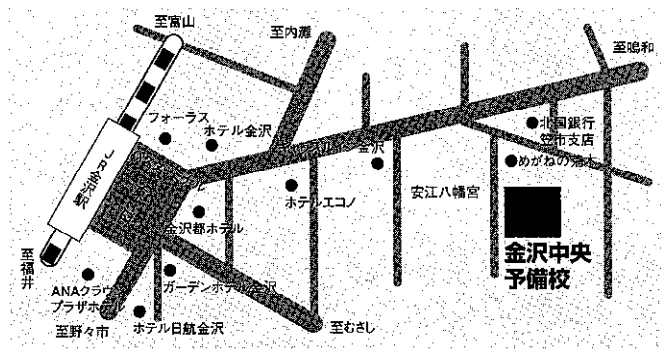 至富山
至内灘
至鳴和
フォーラス
ホテル金沢
北國銀行
笠市支店
JR金沢駅
金沢
めがねの
ホテルエコノ
安江八幡宮
金沢都ホテル
金沢中央
予備校
至福井
ANAクラウン
プラザホテル
ガーデンホテル金沢
至野々市
ホテル日航金沢
至むさし